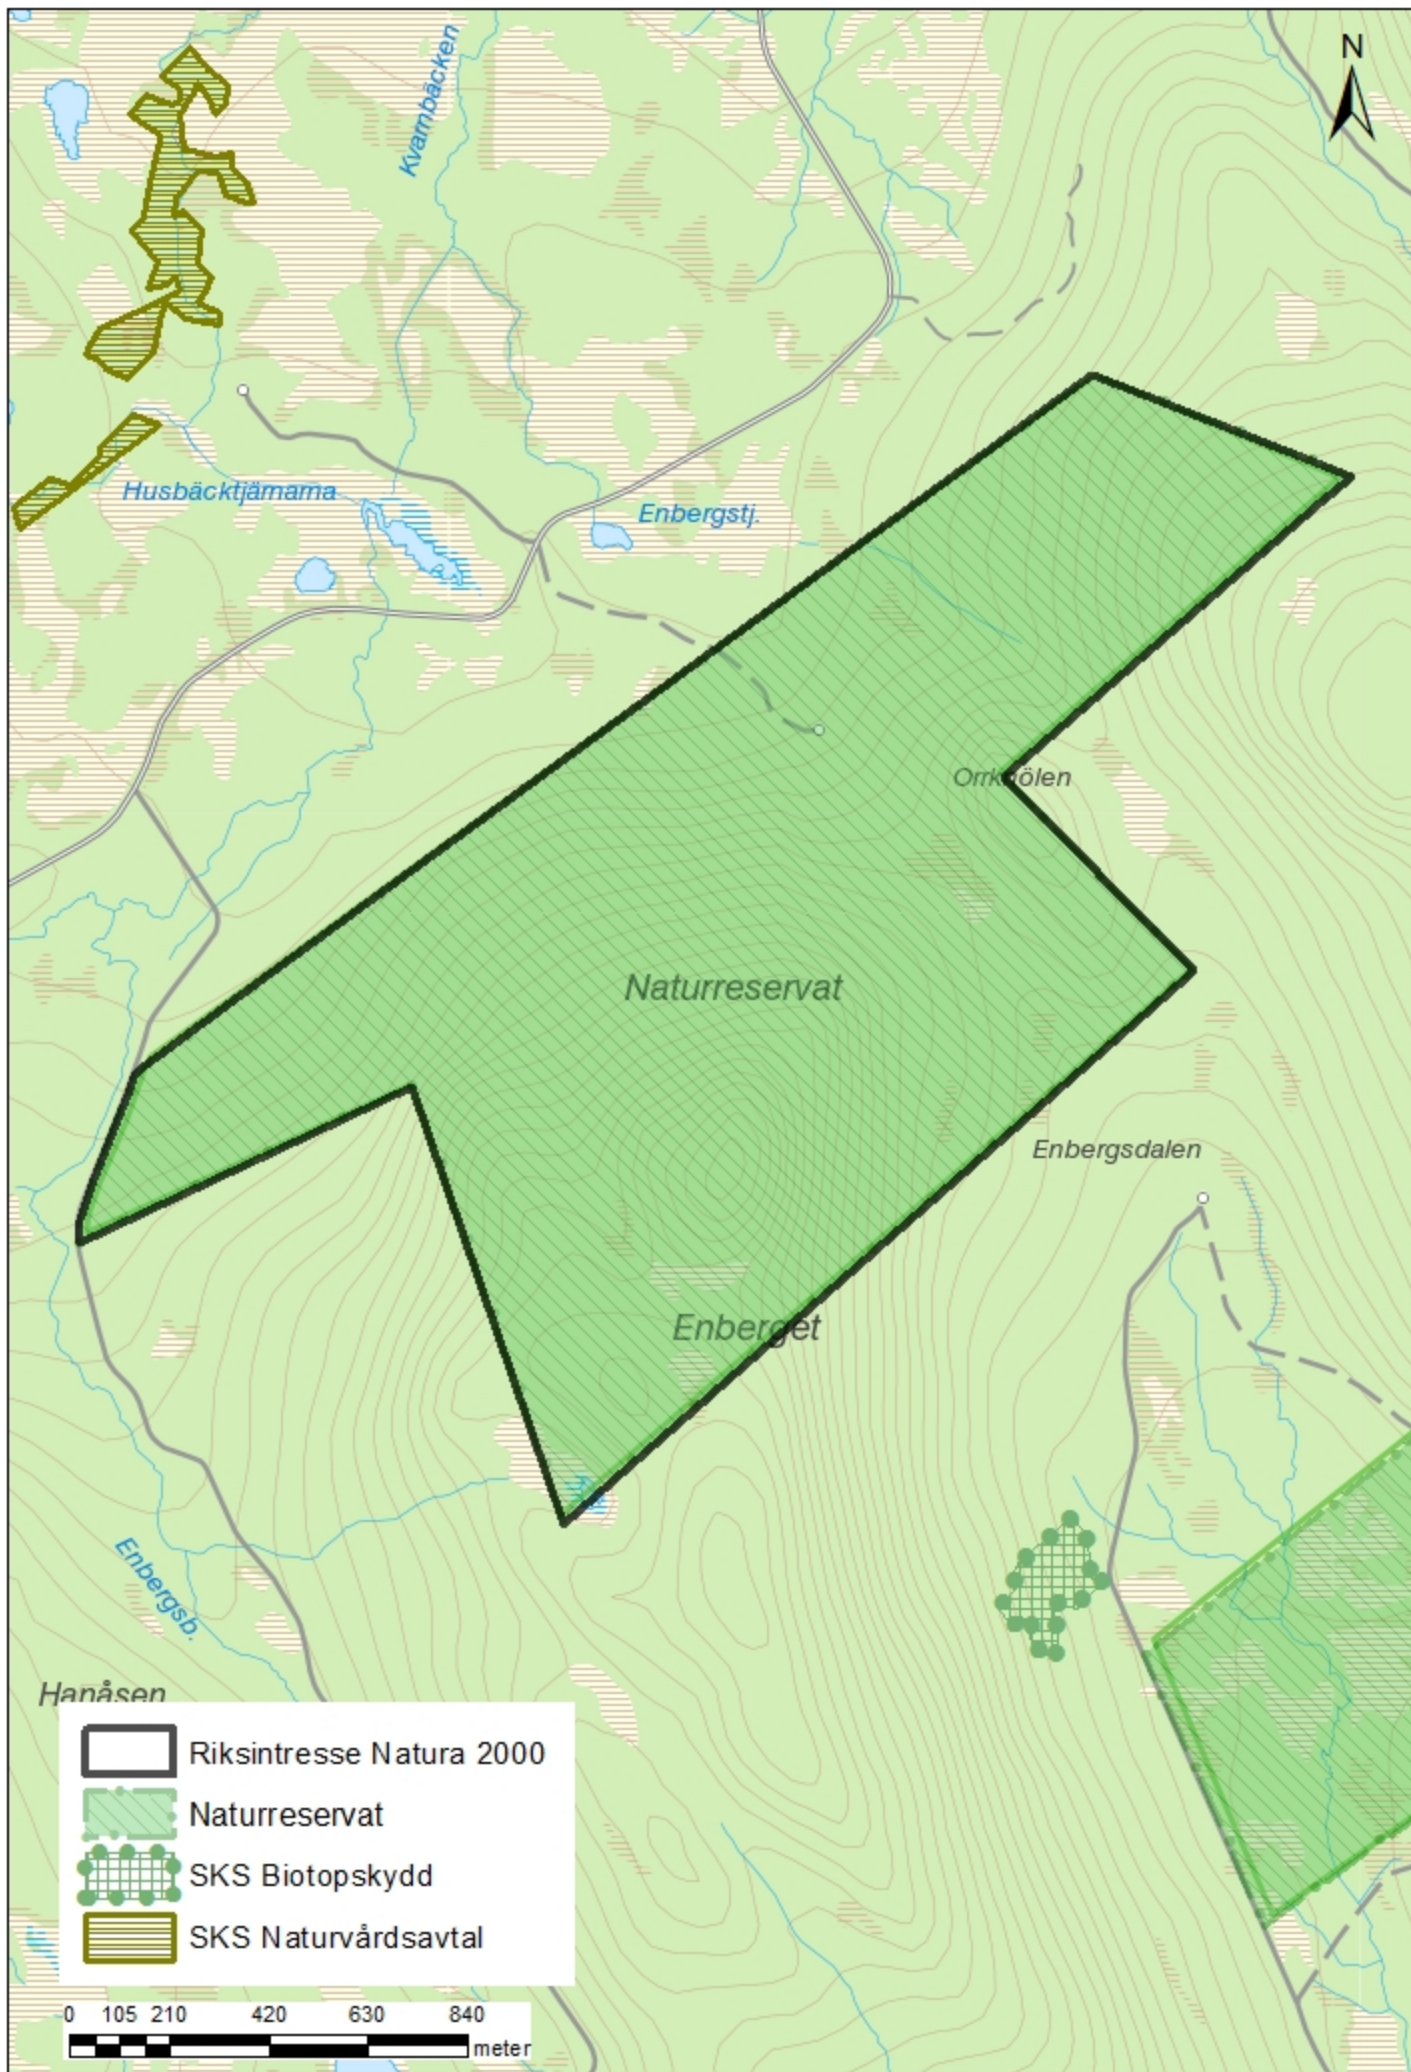 N
Kvarnbäcken
Husbäcktjärnarna
Enbergstj.
Orrknölen
Naturreservat
Enbergsdalen
Enberget
Enbergsb.
Hanåsen
Riksintresse Natura 2000
Naturreservat
SKS Biotopskydd
SKS Naturvårdsavtal
0 105 210 420 630 840
meter